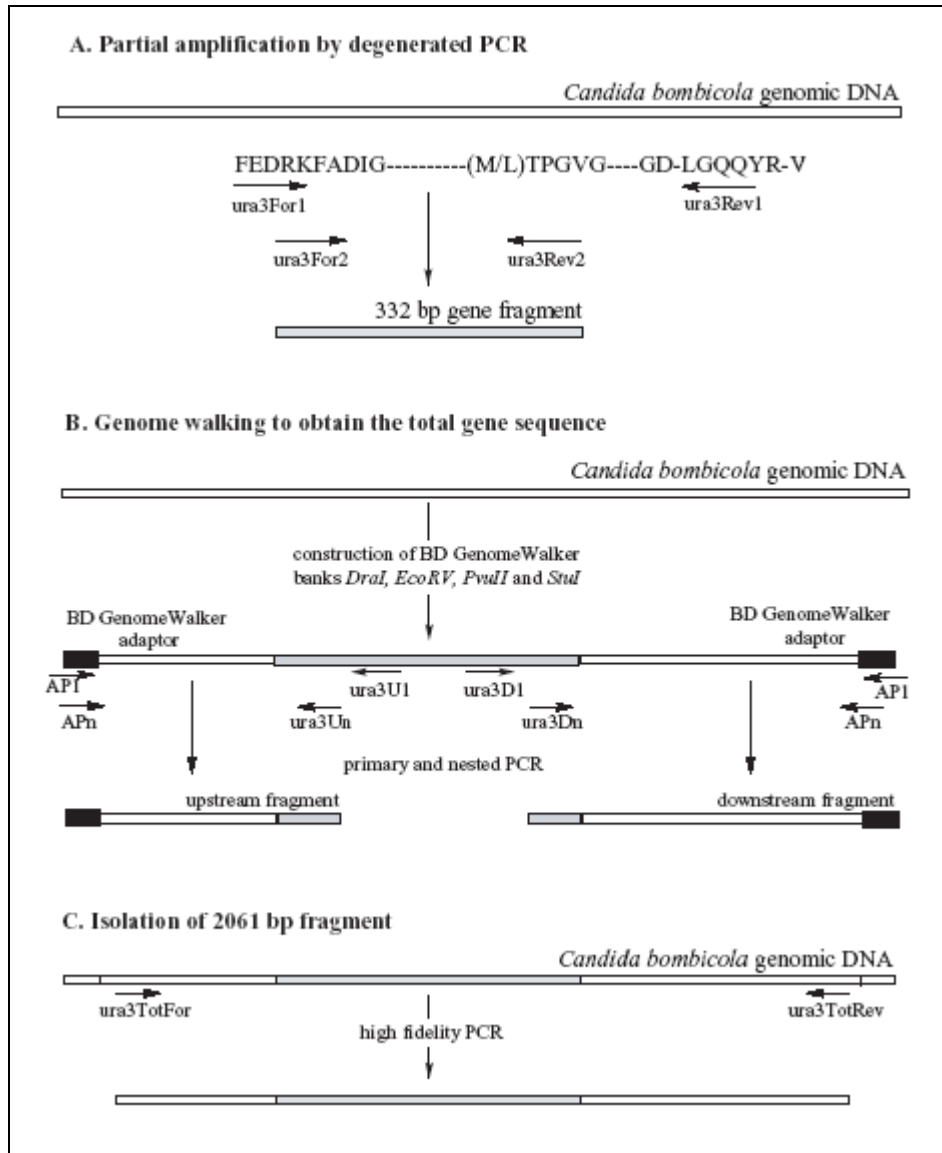 A. Partial amplification by degenerated PCR
Candida bombicola genomic DNA
FEDRKFADIG----------(M/L)TPGVG----GD-LGQQYR-V
ura3For1
ura3Rev1
ura3For2
ura3Rev2
332 bp gene fragment
B. Genome walking to obtain the total gene sequence
Candida bombicola genomic DNA
construction of BD GenomeWalker
banks DraI, EcoRV, PvuII and StuI
BD GenomeWalker
adaptor
BD GenomeWalker
adaptor
AP1
ura3U1
ura3D1
AP1
APn
ura3Un
ura3Dn
APn
primary and nested PCR
upstream fragment
downstream fragment
C. Isolation of 2061 bp fragment
Candida bombicola genomic DNA
ura3TotFor
ura3TotRev
high fidelity PCR